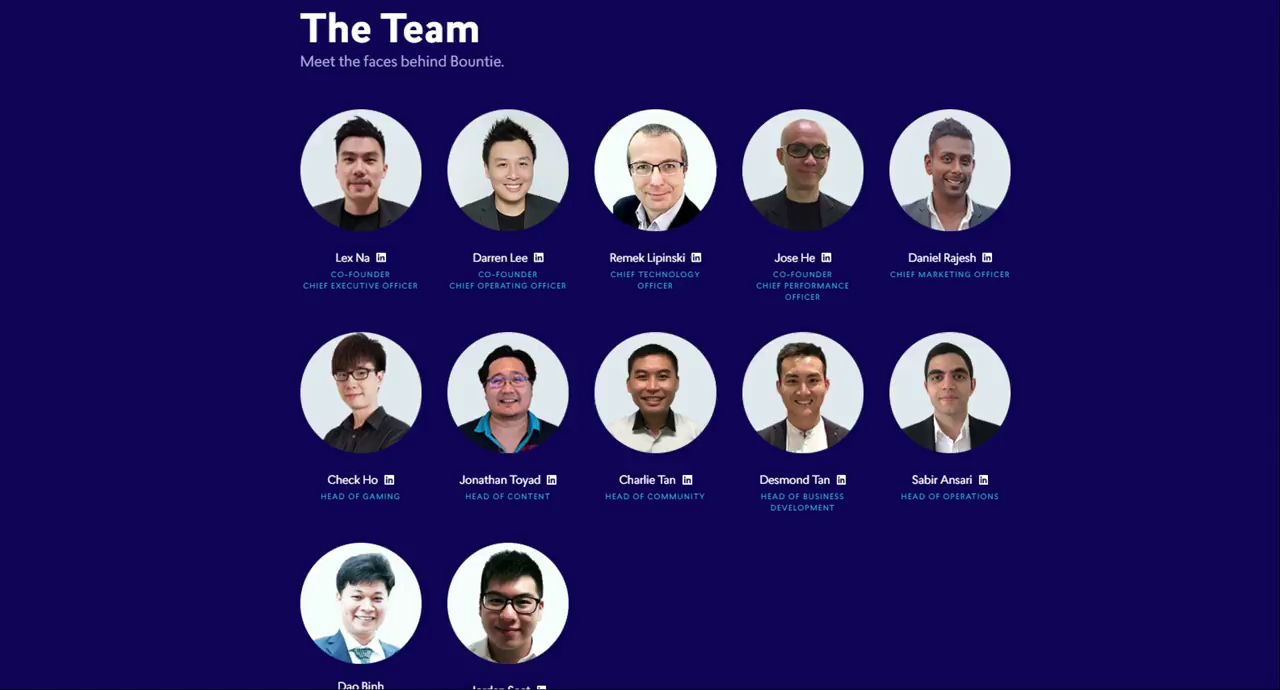 The Team
Meet the faces behind Bountie.
Lex Na
CO-FOUNDER
CHIEF EXECUTIVE OFFICER
Darren Lee
CO-FOUNDER
CHIEF OPERATING OFFICER
Remek Lipinski
CHIEF TECHNOLOGY
OFFICER
Jose He
CO-FOUNDER
CHIEF PERFORMANCE
OFFICER
Daniel Rajesh
CHIEF MARKETING OFFICER
Check Ho
HEAD OF GAMING
Jonathan Toyad
HEAD OF CONTENT
Charlie Tan
HEAD OF COMMUNITY
Desmond Tan
HEAD OF BUSINESS
DEVELOPMENT
Sabir Ansari
HEAD OF OPERATIONS
Dao Binh